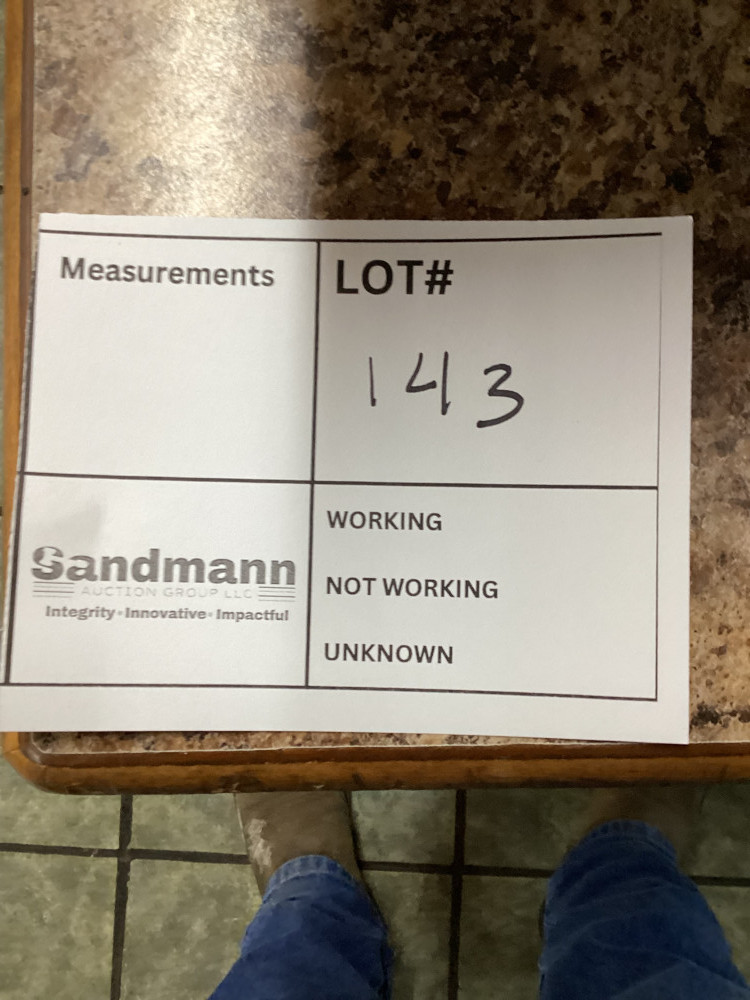 Measurements
LOT#
143
WORKING
NOT WORKING
UNKNOWN
Sandmann
AUCTION GROUP LLC
Integrity•Innovative•Impactful